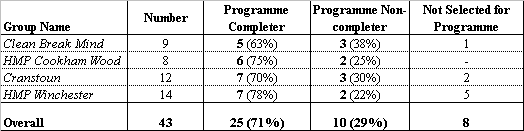 Group Name Number Programme Completer Programme Non-completer Not Selected for Programme
Clean Break Mind 9 5 (63%) 3 (38%) 1
HMP Cookham Wood 8 6 (75%) 2 (25%) -
Cranstoun 12 7 (70%) 3 (30%) 2
HMP Winchester 14 7 (78%) 2 (22%) 5
Overall 43 25 (71%) 10 (29%) 8